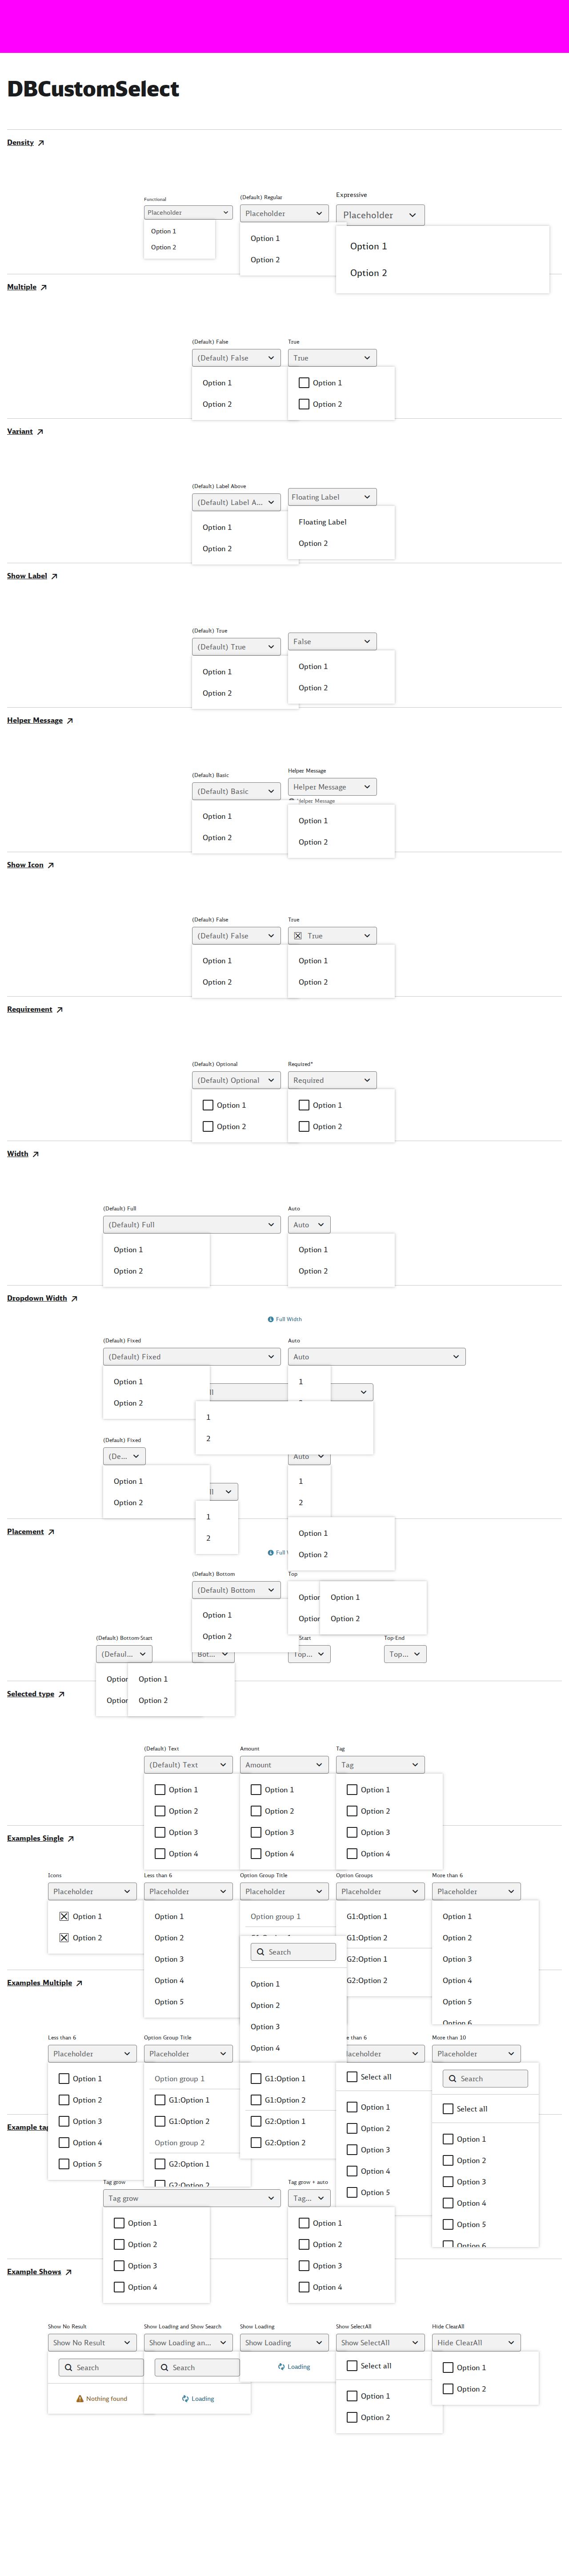 DBCustomSelect
Density
Functional
(Default) Regular
Expressive
Placeholder
Placeholder
Placeholder
Option 1
Option 2
Option 1
Option 2
Option 1
Option 2
Multiple
(Default) False
True
(Default) False
True
Option 1
Option 2
Option 1
Option 2
Variant
(Default) Label Above
(Default) Label A...
Floating Label
Option 1
Option 2
Floating Label
Option 2
Show Label
(Default) True
(Default) True
False
Option 1
Option 2
Option 1
Option 2
Helper Message
(Default) Basic
Helper Message
(Default) Basic
Helper Message
Helper Message
Option 1
Option 2
Option 1
Option 2
Show Icon
(Default) False
True
(Default) False
True
Option 1
Option 2
Option 1
Option 2
Requirement
(Default) Optional
Required*
(Default) Optional
Required
Option 1
Option 2
Option 1
Option 2
Width
(Default) Full
Auto
(Default) Full
Auto
Option 1
Option 2
Option 1
Option 2
Dropdown Width
Full Width
(Default) Fixed
Auto
(Default) Fixed
Auto
Option 1
Option 2
1
1
2
(Default) Fixed
(De...
Auto
Option 1
Option 2
1
2
1
2
Placement
Option 1
Option 2
Full
(Default) Bottom
Top
(Default) Bottom
Option 1
Option 2
Option 1
Option 2
(Default) Bottom-Start
Start
Top-End
(Defaul...
Bot...
Top...
Top...
Option 1
Option 2
Selected type
(Default) Text
Amount
Tag
(Default) Text
Amount
Tag
Option 1
Option 2
Option 3
Option 4
Option 1
Option 2
Option 3
Option 4
Option 1
Option 2
Option 3
Option 4
Examples Single
Icons
Less than 6
Option Group Title
Option Groups
More than 6
Placeholder
Placeholder
Placeholder
Placeholder
Placeholder
Option 1
Option 2
Option 1
Option 2
Option 3
Option 4
Option 5
Option group 1
G1:Option 1
G1:Option 2
G2:Option 1
G2:Option 2
Option 1
Option 2
Option 3
Option 4
Option 5
Option 6
Search
Option 1
Option 2
Option 3
Option 4
Examples Multiple
Less than 6
Option Group Title
than 6
More than 10
Placeholder
Placeholder
Placeholder
Placeholder
Option 1
Option 2
Option 3
Option 4
Option 5
Option group 1
G1:Option 1
G1:Option 2
Option group 2
G2:Option 1
G2:Option 2
G1:Option 1
G1:Option 2
G2:Option 1
G2:Option 2
Select all
Option 1
Option 2
Option 3
Option 4
Option 5
Search
Select all
Option 1
Option 2
Option 3
Option 4
Option 5
Option 6
Example tag
Tag grow
Tag grow + auto
Tag grow
Tag...
Option 1
Option 2
Option 3
Option 4
Option 1
Option 2
Option 3
Option 4
Example Shows
Show No Result
Show Loading and Show Search
Show Loading
Show SelectAll
Hide ClearAll
Show No Result
Show Loading an...
Show Loading
Show SelectAll
Hide ClearAll
Search
Nothing found
Search
Loading
Loading
Select all
Option 1
Option 2
Option 1
Option 2